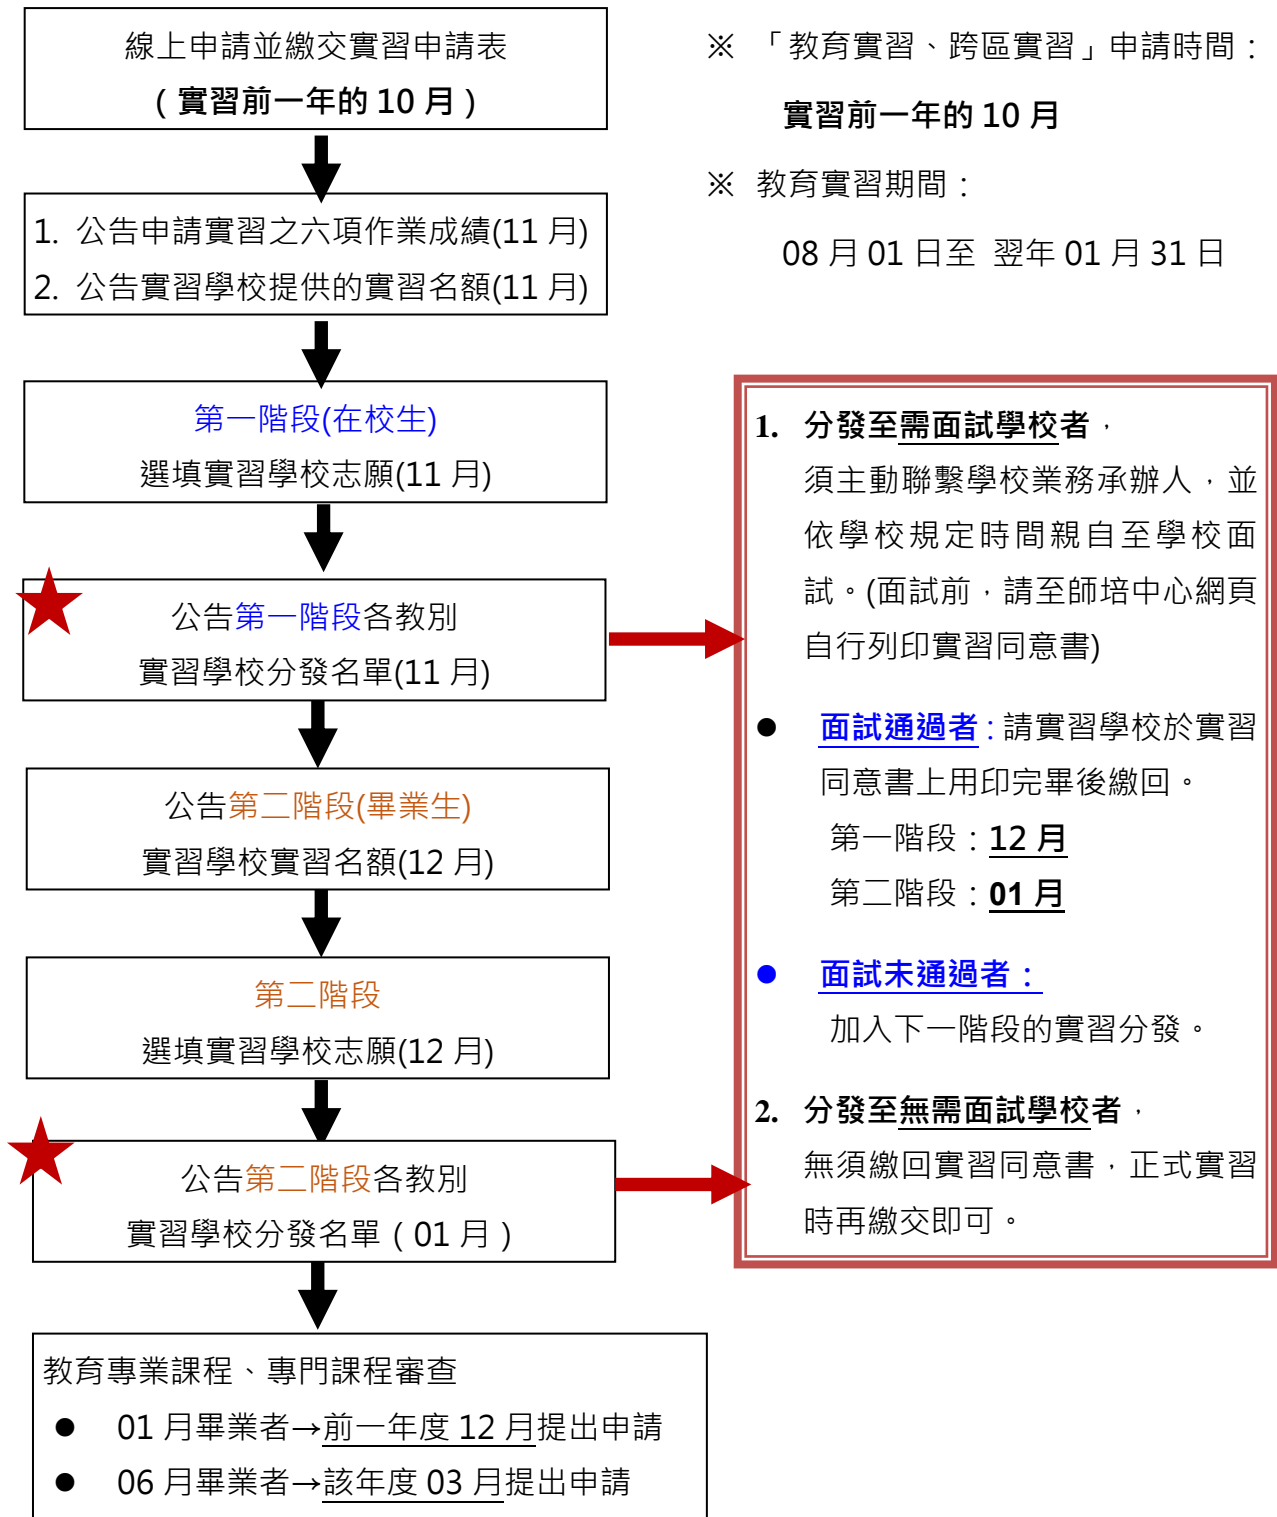 線上申請並繳交實習申請表
(實習前一年的 10 月)
1. 公告申請實習之六項作業成績(11 月)
2. 公告實習學校提供的實習名額(11 月)
第一階段(在校生)
選填實習學校志願(11 月)
公告第一階段各教別
實習學校分發名單(11 月)
公告第二階段(畢業生)
實習學校實習名額(12 月)
第二階段
選填實習學校志願(12 月)
公告第二階段各教別
實習學校分發名單(01 月)
教育專業課程、專門課程審查
● 01 月畢業者→前一年度 12 月提出申請
● 06 月畢業者→該年度 03 月提出申請
※ 「教育實習、跨區實習」申請時間：
實習前一年的 10 月
※ 教育實習期間：
08 月 01 日至 翌年 01 月 31 日
1. 分發至需面試學校者，
須主動聯繫學校業務承辦人，並
依學校規定時間親自至學校面
試。(面試前，請至師培中心網頁
自行列印實習同意書)
● 面試通過者：請實習學校於實習
同意書上用印完畢後繳回。
第一階段：12 月
第二階段：01 月
● 面試未通過者：
加入下一階段的實習分發。
2. 分發至無需面試學校者，
無須繳回實習同意書，正式實習
時再繳交即可。